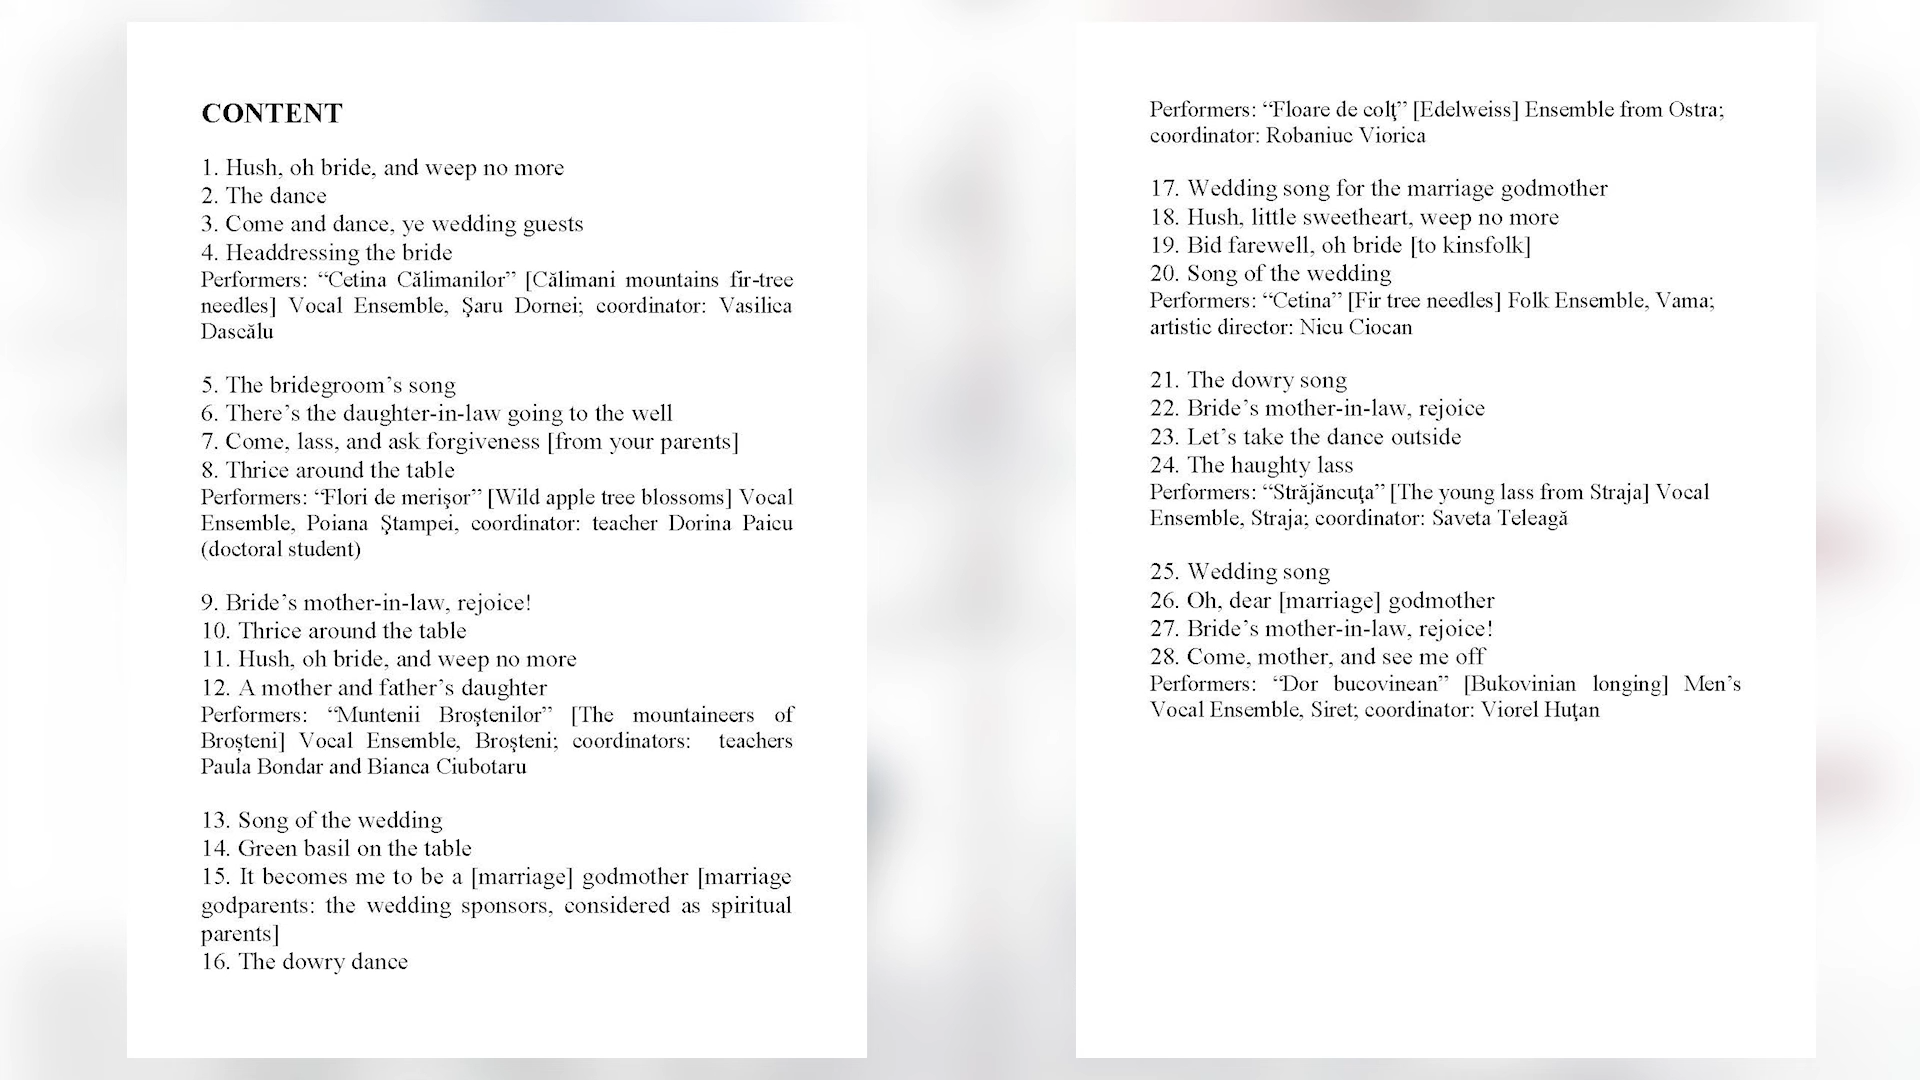 CONTENT
1. Hush, oh bride, and weep no more
2. The dance
3. Come and dance, ye wedding guests
4. Headdressing the bride
Performers: “Cetina Călimanilor” [Călimani mountains fir-tree
needles] Vocal Ensemble, Şaru Dornei; coordinator: Vasilica
Dascălu
5. The bridegroom’s song
6. There’s the daughter-in-law going to the well
7. Come, lass, and ask forgiveness [from your parents]
8. Thrice around the table
Performers: “Flori de merişor” [Wild apple tree blossoms] Vocal
Ensemble, Poiana Ştampei, coordinator: teacher Dorina Paicu
(doctoral student)
9. Bride’s mother-in-law, rejoice!
10. Thrice around the table
11. Hush, oh bride, and weep no more
12. A mother and father’s daughter
Performers: “Muntenii Broştenilor” [The mountaineers of
Broșteni] Vocal Ensemble, Broşteni; coordinators: teachers
Paula Bondar and Bianca Ciubotaru
13. Song of the wedding
14. Green basil on the table
15. It becomes me to be a [marriage] godmother [marriage
godparents: the wedding sponsors, considered as spiritual
parents]
16. The dowry dance
Performers: “Floare de colţ” [Edelweiss] Ensemble from Ostra;
coordinator: Robaniuc Viorica
17. Wedding song for the marriage godmother
18. Hush, little sweetheart, weep no more
19. Bid farewell, oh bride [to kinsfolk]
20. Song of the wedding
Performers: “Cetina” [Fir tree needles] Folk Ensemble, Vama;
artistic director: Nicu Ciocan
21. The dowry song
22. Bride’s mother-in-law, rejoice
23. Let’s take the dance outside
24. The haughty lass
Performers: “Străjăncuţa” [The young lass from Straja] Vocal
Ensemble, Straja; coordinator: Saveta Teleagă
25. Wedding song
26. Oh, dear [marriage] godmother
27. Bride’s mother-in-law, rejoice!
28. Come, mother, and see me off
Performers: “Dor bucovinean” [Bukovinian longing] Men’s
Vocal Ensemble, Siret; coordinator: Viorel Huţan